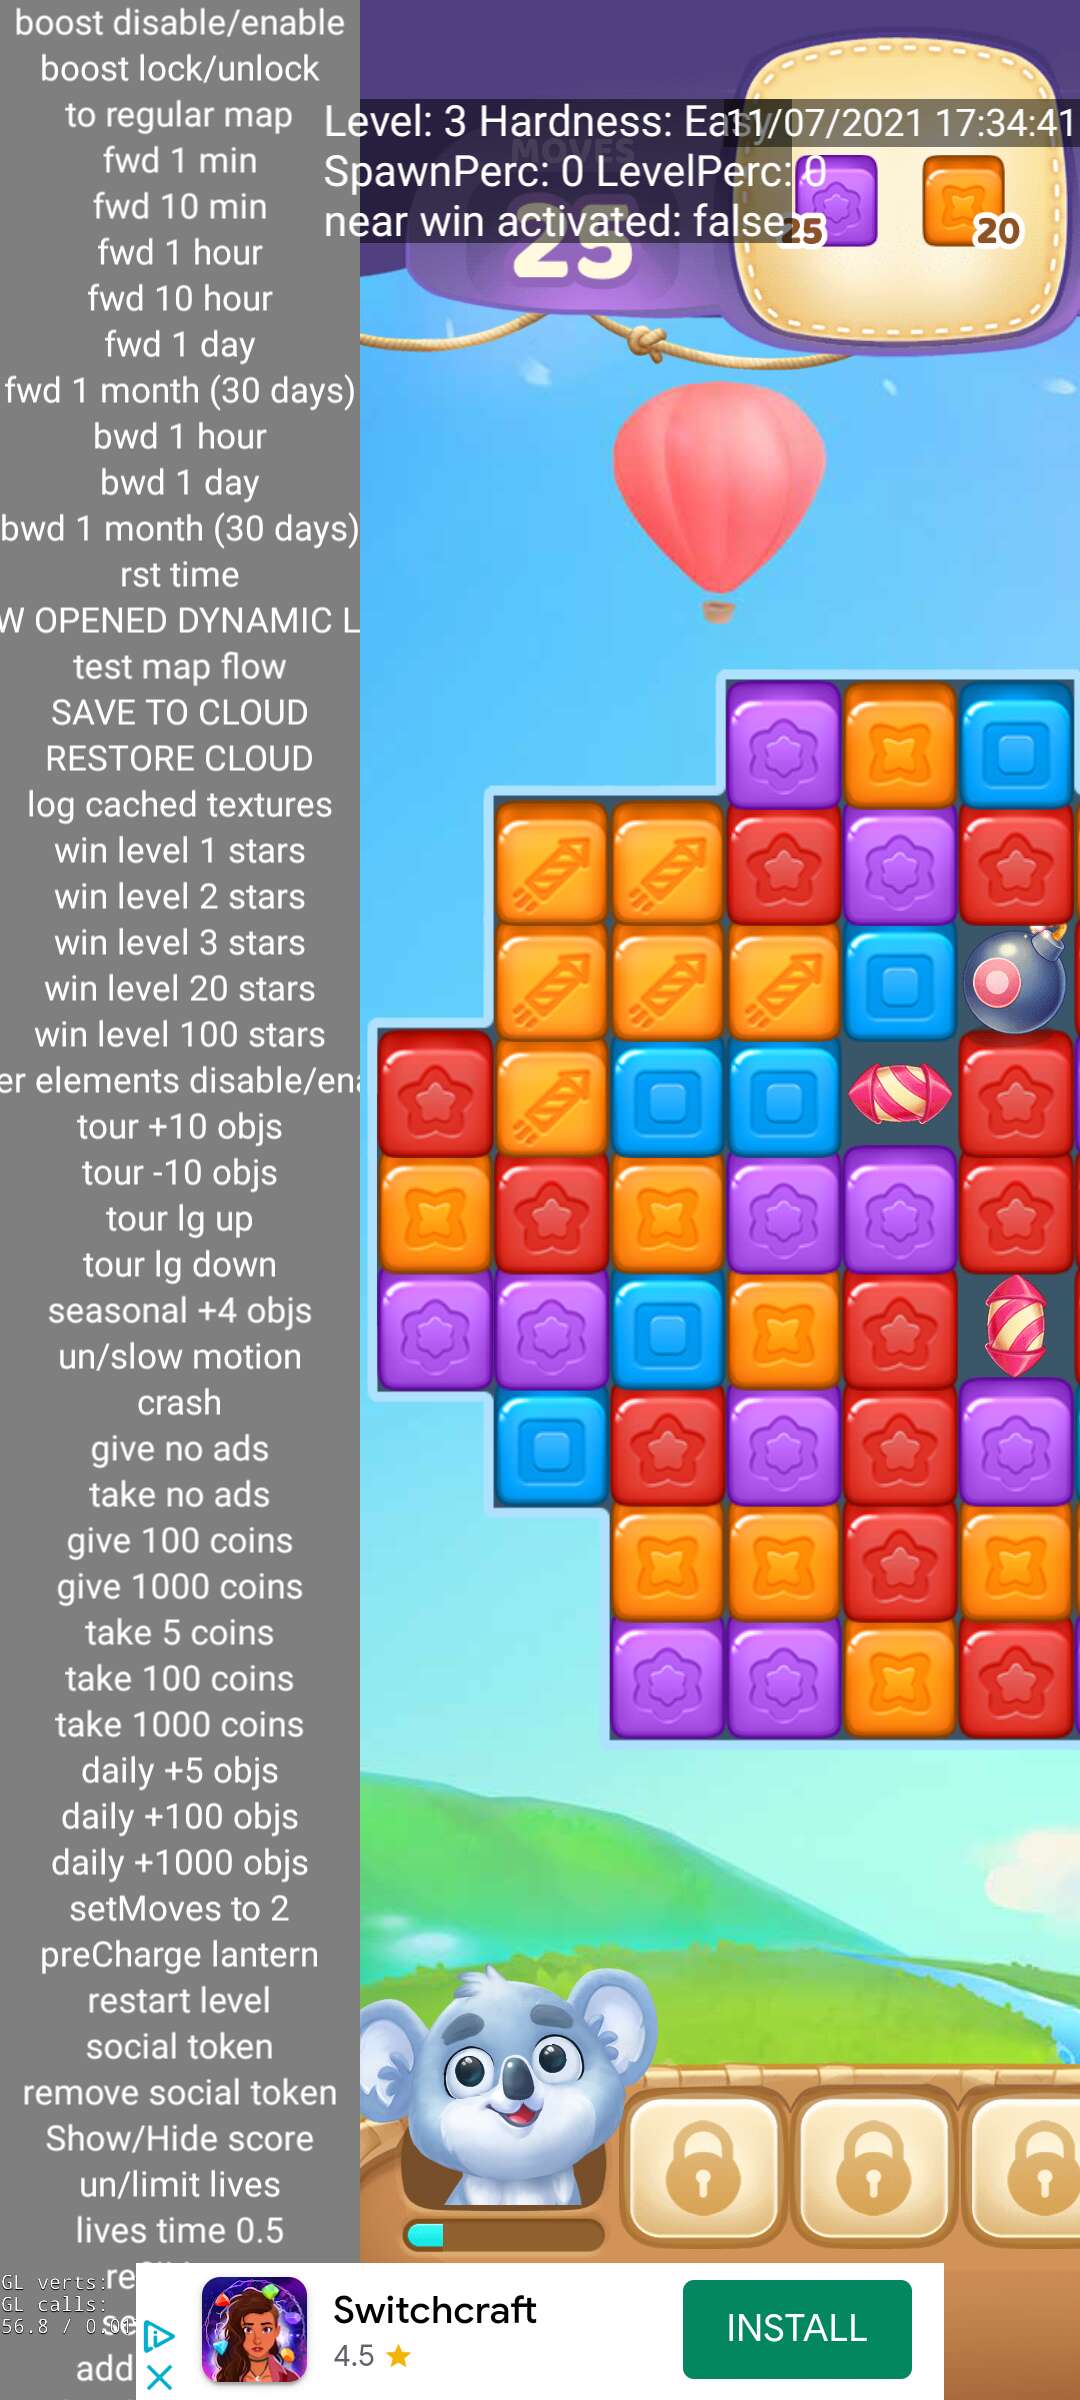 boost disable/enable
boost lock/unlock
to regular map
fwd 1 min
fwd 10 min
fwd 1 hour
fwd 10 hour
fwd 1 day
fwd 1 month (30 days)
bwd 1 hour
bwd 1 day
bwd 1 month (30 days)
rst time
W OPENED DYNAMIC L
test map flow
SAVE TO CLOUD
RESTORE CLOUD
log cached textures
win level 1 stars
win level 2 stars
win level 3 stars
win level 20 stars
win level 100 stars
er elements disable/ena
tour +10 objs
tour -10 objs
tour lg up
tour lg down
seasonal +4 objs
un/slow motion
crash
give no ads
take no ads
give 100 coins
give 1000 coins
take 5 coins
take 100 coins
take 1000 coins
daily +5 objs
daily +100 objs
daily +1000 objs
setMoves to 2
preCharge lantern
restart level
social token
remove social token
Show/Hide score
un/limit lives
lives time 0.5
add
GL verts:
GL calls:
56.8 / 0.01
Level: 3 Hardness: Easy
11/07/2021 17:34:41
MOVES
SpawnPerc: 0 LevelPerc: 0
near win activated: false
25
25
20
Switchcraft
4.5
INSTALL